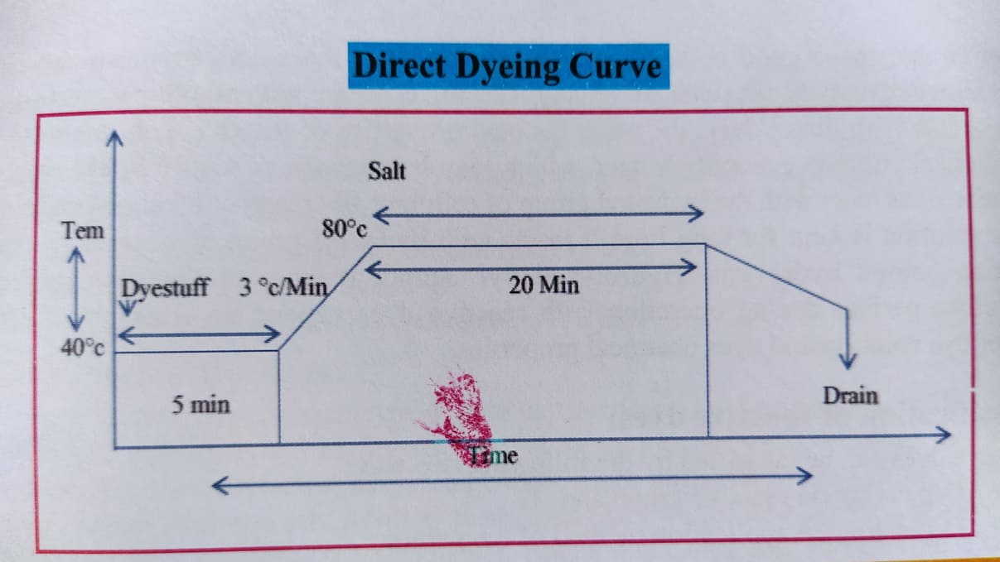 Direct Dyeing Curve
Salt
Tem
80°c
Dyestuff
3 °c/Min
20 Min
40°c
5 min
Drain
Time